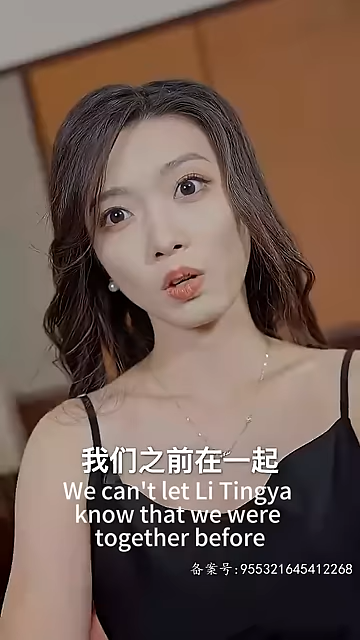 我们之前在一起
We can't let Li Tingya
know that we were
together before
备案号:955321645412268